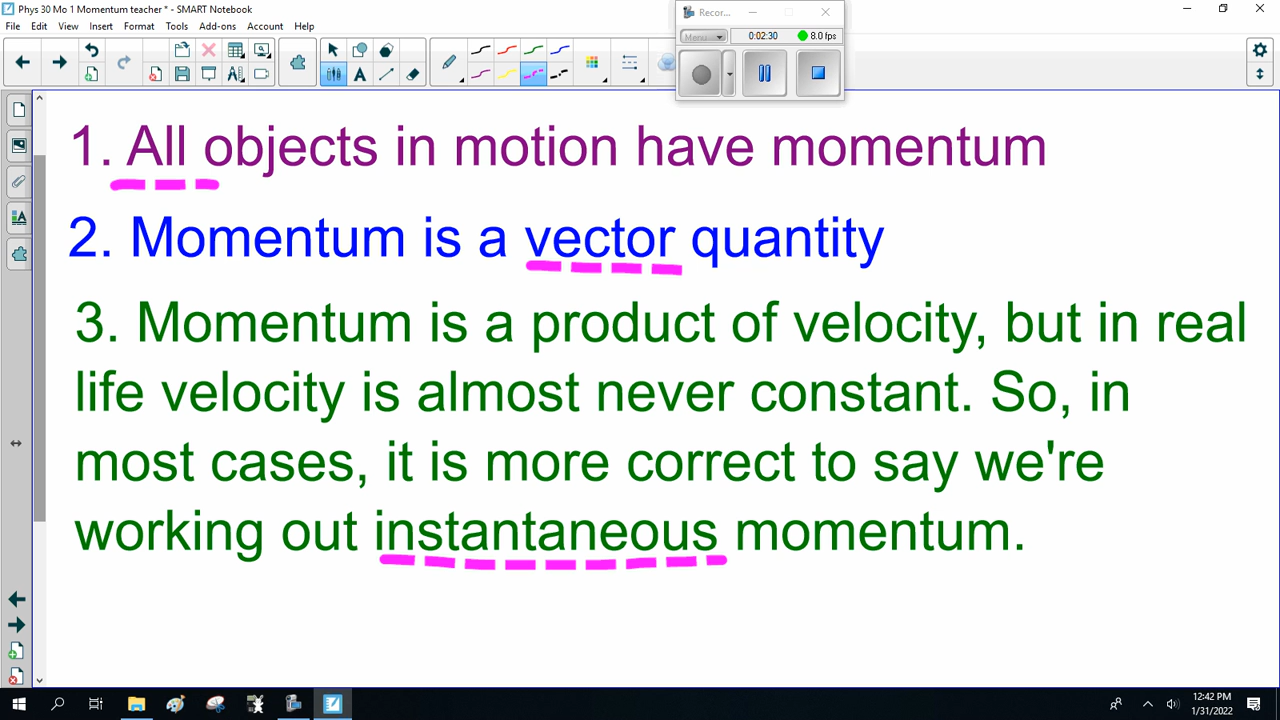 Phys 30 Mo 1 Momentum teacher * - SMART Notebook
Recor...
File Edit View Insert Format Tools Add-ons Account Help
Menu 0:02:30 8.0 fps
1. All objects in motion have momentum
2. Momentum is a vector quantity
3. Momentum is a product of velocity, but in real
life velocity is almost never constant. So, in
most cases, it is more correct to say we're
working out instantaneous momentum.
12:42 PM
1/31/2022